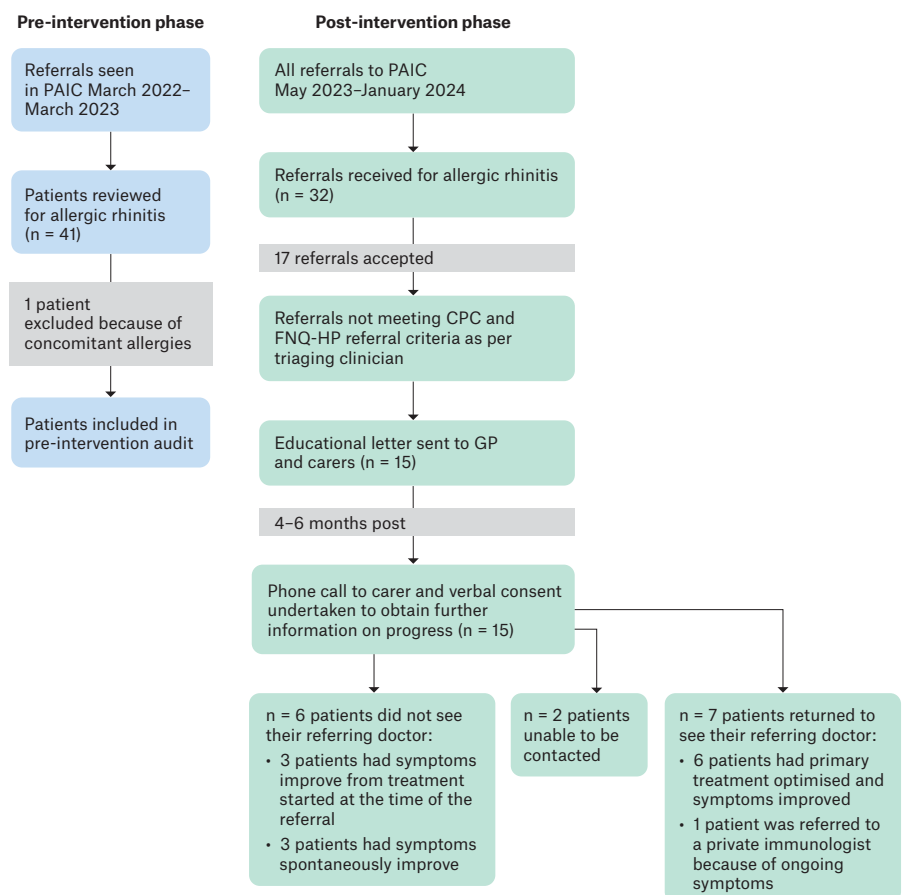 Pre-intervention phase
Referrals seen
in PAIC March 2022–
March 2023
Patients reviewed
for allergic rhinitis
(n = 41)
1 patient
excluded because of
concomitant allergies
Patients included in
pre-intervention audit
Post-intervention phase
All referrals to PAIC
May 2023–January 2024
Referrals received for allergic rhinitis
(n = 32)
17 referrals accepted
Referrals not meeting CPC and
FNQ-HP referral criteria as per
triaging clinician
Educational letter sent to GP
and carers (n = 15)
4–6 months post
Phone call to carer and verbal consent
undertaken to obtain further
information on progress (n = 15)
n = 6 patients did not see
their referring doctor:
• 3 patients had symptoms
improve from treatment
started at the time of the
referral
• 3 patients had symptoms
spontaneously improve
n = 2 patients
unable to be
contacted
n = 7 patients returned to
see their referring doctor:
• 6 patients had primary
treatment optimised and
symptoms improved
• 1 patient was referred to
a private immunologist
because of ongoing
symptoms